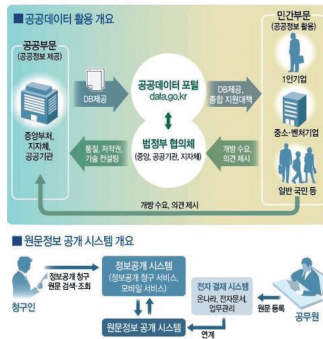 ■ 공공데이터 활용 개요
공공부문
(공공정보 제공)
중앙부처,
지자체,
공공기관
DB제공
품질, 저작권,
기술 컨설팅
공공데이터 포털
data.go.kr
범정부 협의체
(중앙, 공공기관, 지자체)
DB제공,
종합 지원대책
개방 수요,
의견 제시
민간부문
(공공정보 활용)
1인기업
중소·벤처기업
일반 국민 등
개방 수요, 의견 제시
■ 원문정보 공개 시스템 개요
청구인
정보공개 청구
원문 검색·조회
정보공개 시스템
(정보공개 청구 서비스,
모바일 서비스)
원문정보 공개 시스템
연계
전자 결재 시스템
온나라, 전자문서,
업무관리
원문 등록
공무원